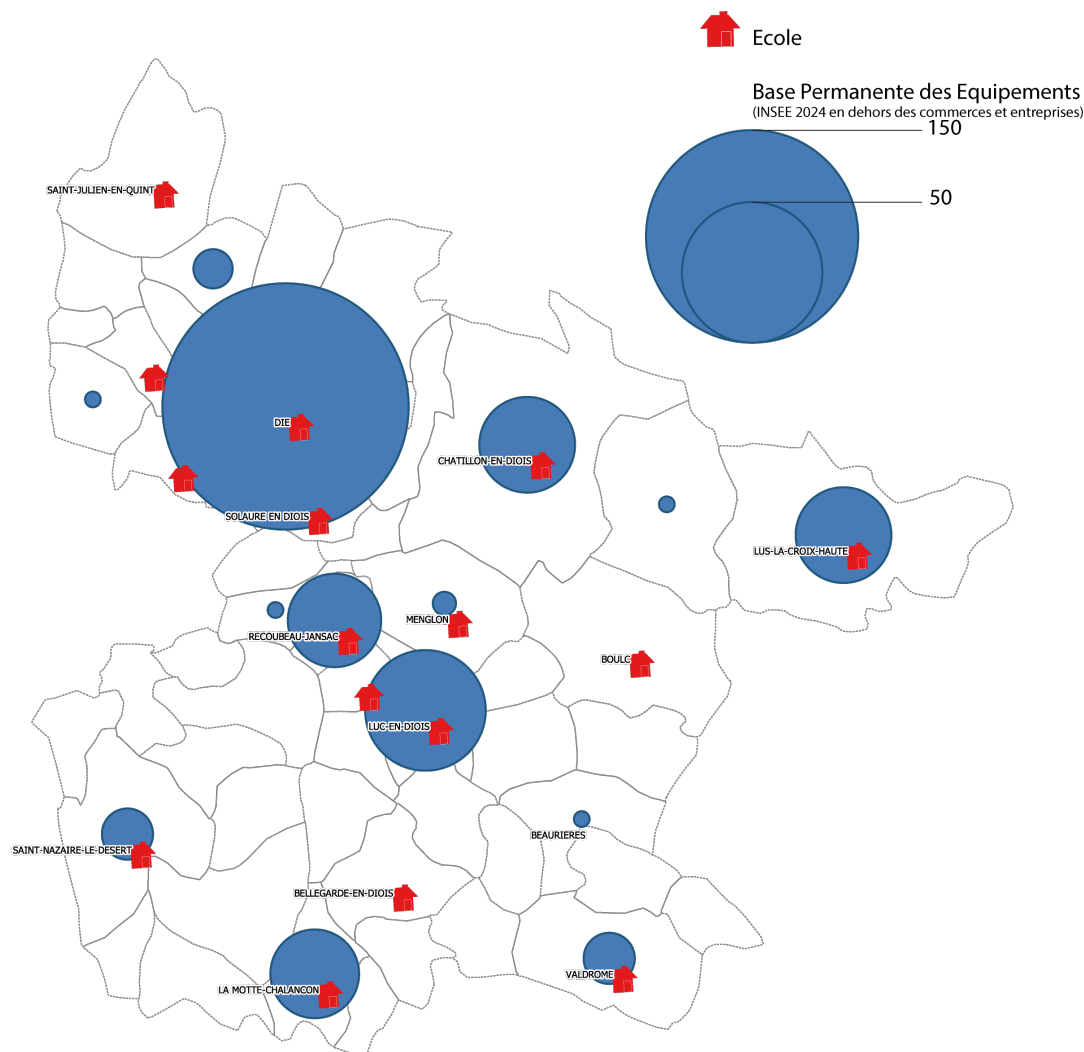 Ecole
Base Permanente des Equipements
(INSEE 2024 en dehors des commerces et entreprises)
150
50
SAINT-JULIEN-EN-QUINT
DIE
CHATILLON-EN-DIOIS
SOLAURE EN DIOIS
LUS-LA-CROIX-HAUTE
MENGLON
RECOUBEAU-JANSAC
BOULC
LUC-EN-DIOIS
BEAURIERES
SAINT-NAZAIRE-LE-DESERT
BELLEGARDE-EN-DIOIS
VALDROME
LA MOTTE-CHALANCON